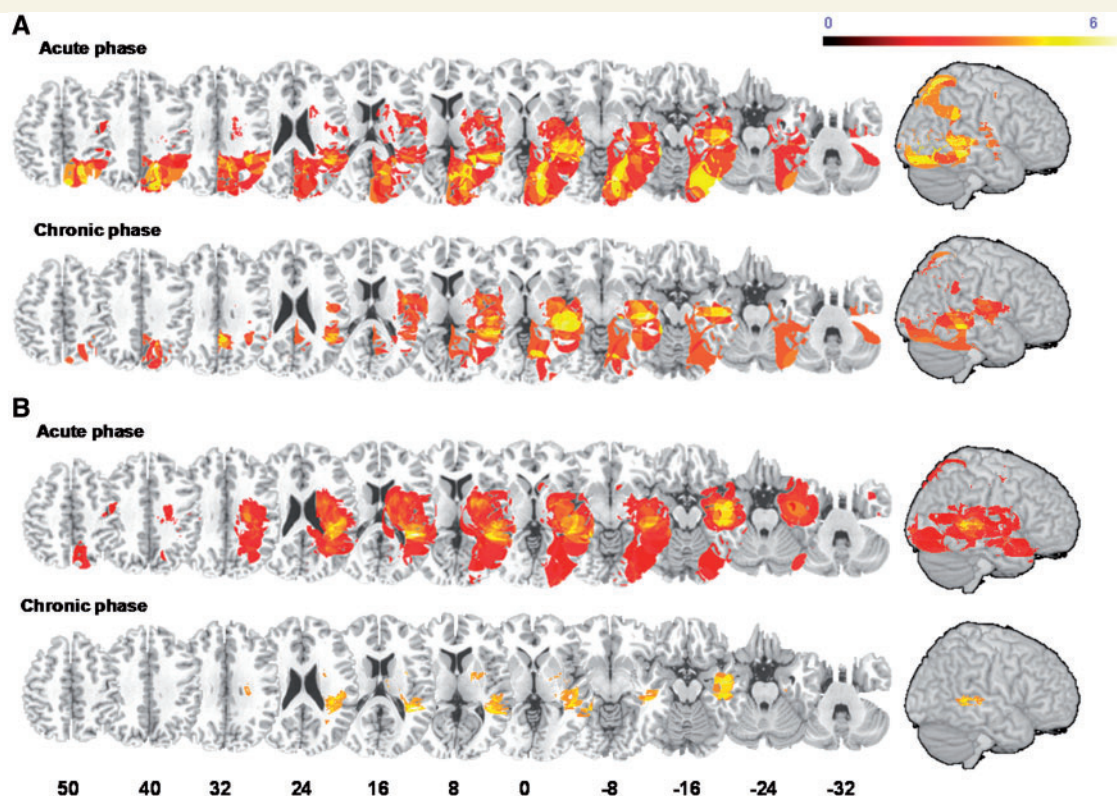 A
0 6
Acute phase
Chronic phase
B
Acute phase
Chronic phase
50 40 32 24 16 8 0 -8 -16 -24 -32